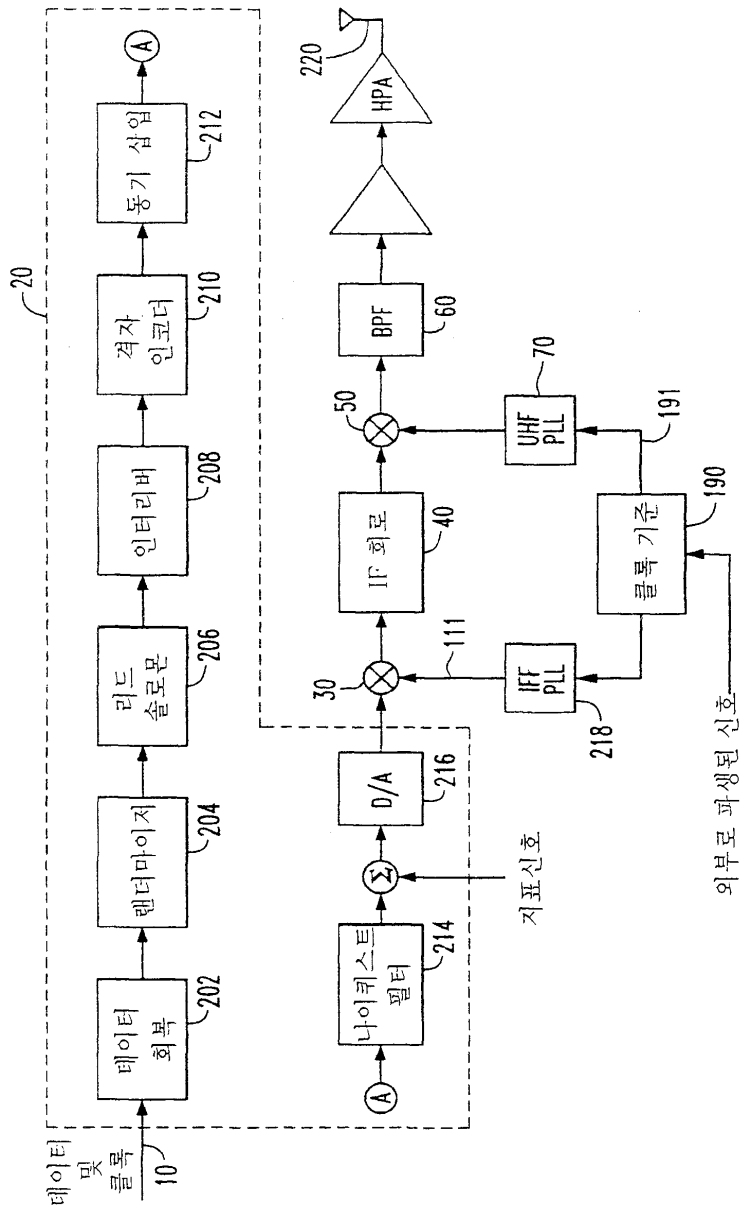 20
데이터
및
클록
10
데이터
회복
202
랜더마이저
204
리드
솔로몬
206
인터리버
208
격자
인코더
210
동기 삽입
212
A
A
나이퀴스트
필터
214
Σ
지표신호
D/A
216
30
111
IF 회로
40
50
BPF
60
HPA
220
IFF
PLL
218
UHF
PLL
70
191
클록 기준
190
외부로 파생된 신호